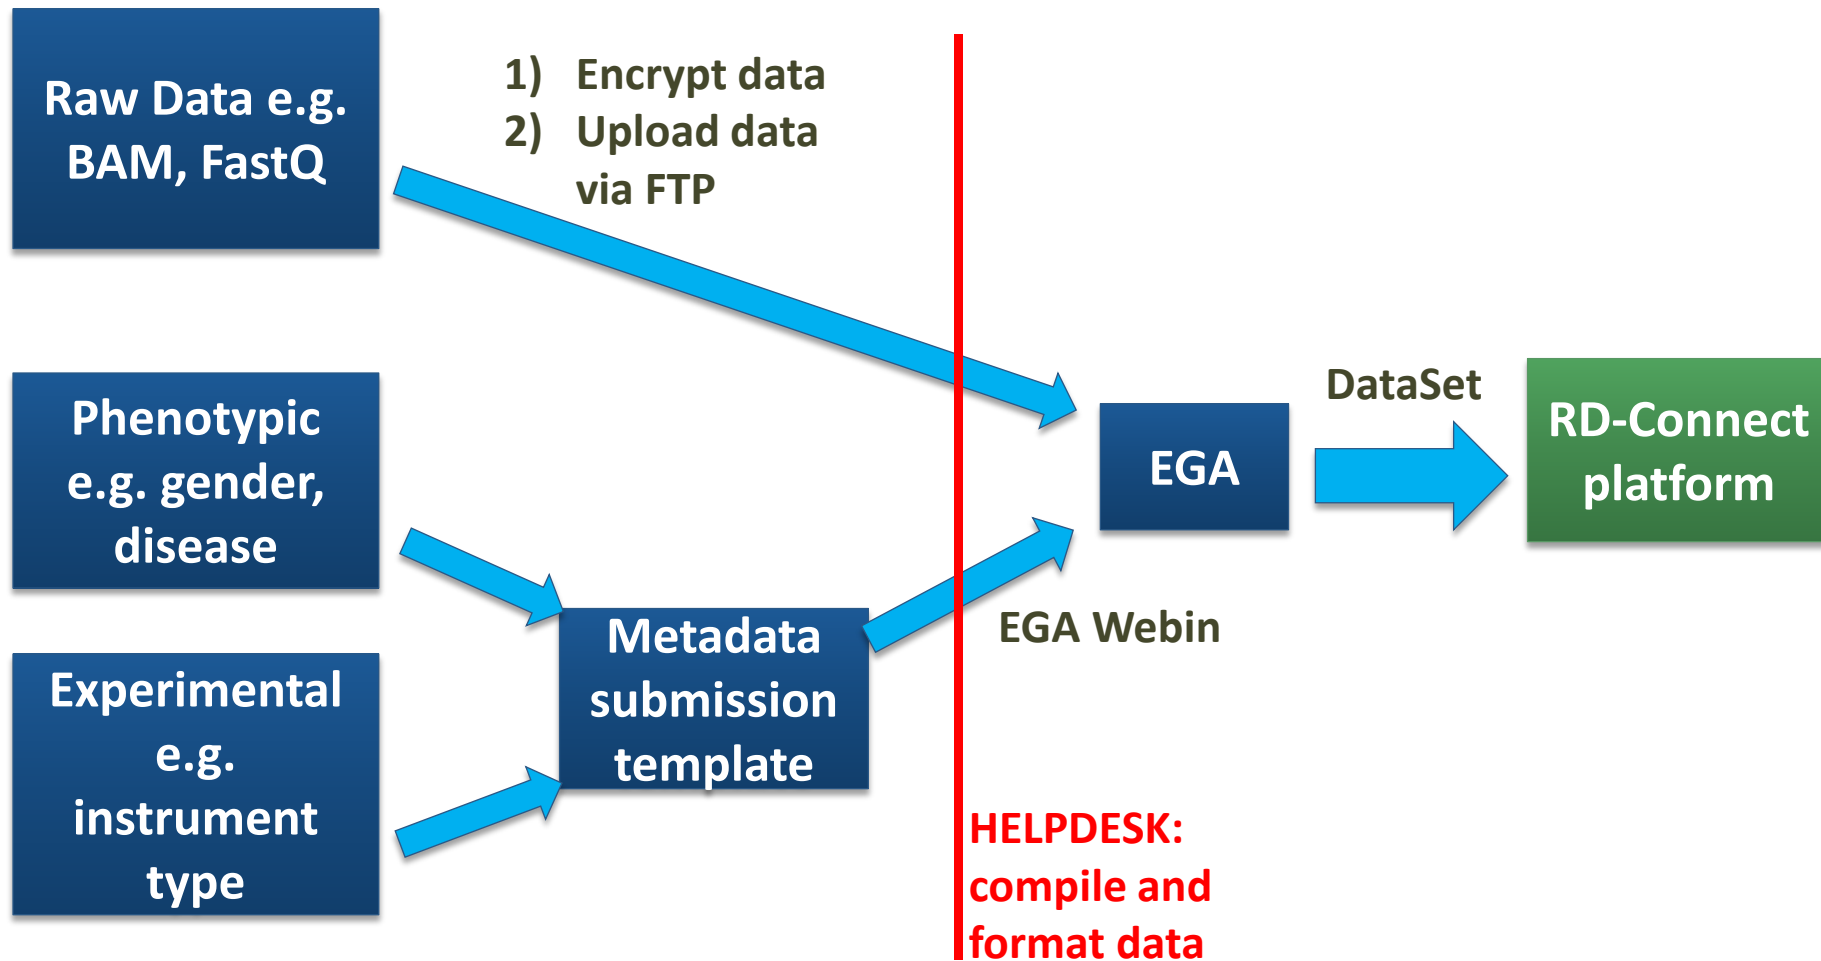 Raw Data e.g.
BAM, FastQ
1) Encrypt data
2) Upload data
via FTP
Phenotypic
e.g. gender,
disease
Experimental
e.g.
instrument
type
Metadata
submission
template
EGA Webin
EGA
DataSet
RD-Connect
platform
HELPDESK:
compile and
format data